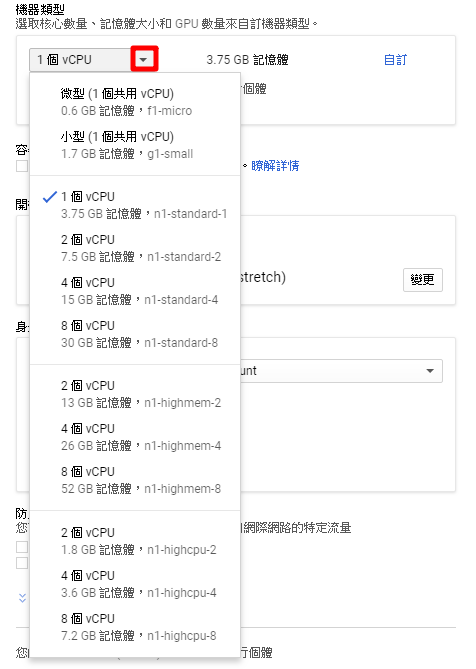 機器類型
選取核心數量、記憶體大小和 GPU 數量來自訂機器類型。
1 個 vCPU
3.75 GB 記憶體
自訂
個體
微型 (1 個共用 vCPU)
0.6 GB 記憶體，f1-micro
小型 (1 個共用 vCPU)
1.7 GB 記憶體，g1-small
。瞭解詳情
1 個 vCPU
3.75 GB 記憶體，n1-standard-1
2 個 vCPU
7.5 GB 記憶體，n1-standard-2
4 個 vCPU
15 GB 記憶體，n1-standard-4
stretch)
變更
8 個 vCPU
30 GB 記憶體，n1-standard-8
身
unt
2 個 vCPU
13 GB 記憶體，n1-highmem-2
4 個 vCPU
26 GB 記憶體，n1-highmem-4
8 個 vCPU
52 GB 記憶體，n1-highmem-8
防
您
網際網路的特定流量
2 個 vCPU
1.8 GB 記憶體，n1-highcpu-2
4 個 vCPU
3.6 GB 記憶體，n1-highcpu-4
8 個 vCPU
7.2 GB 記憶體，n1-highcpu-8
您
行個體